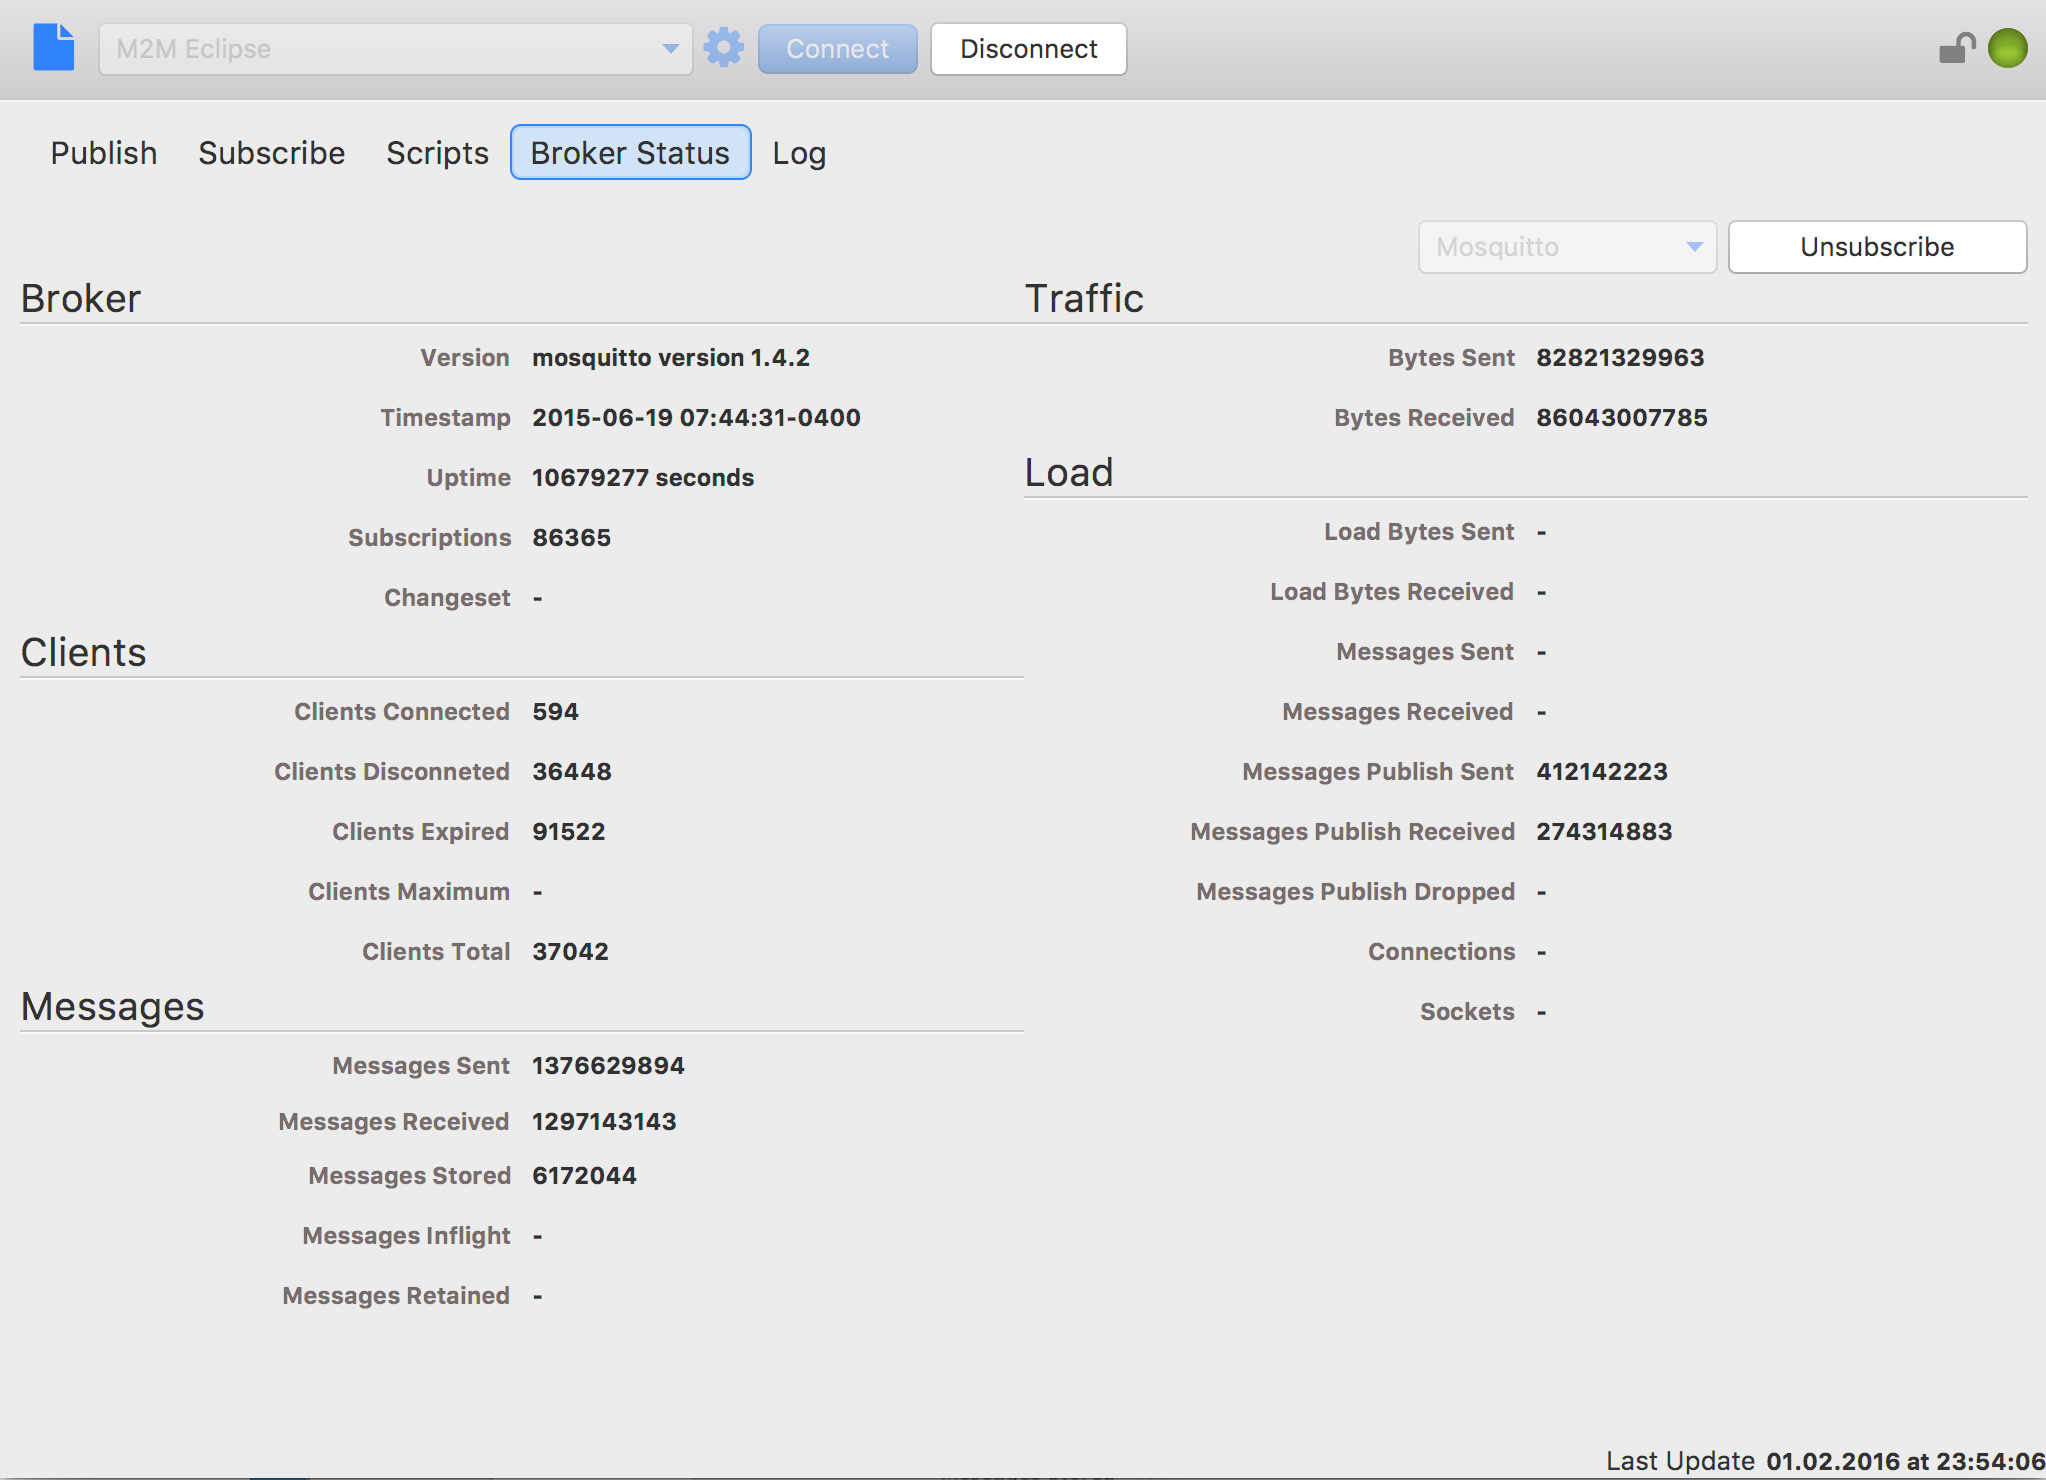 M2M Eclipse Connect Disconnect
Publish Subscribe Scripts Broker Status Log
Mosquitto Unsubscribe
Broker
Version mosquitto version 1.4.2
Timestamp 2015-06-19 07:44:31-0400
Uptime 10679277 seconds
Subscriptions 86365
Changeset -
Clients
Clients Connected 594
Clients Disconneted 36448
Clients Expired 91522
Clients Maximum -
Clients Total 37042
Messages
Messages Sent 1376629894
Messages Received 1297143143
Messages Stored 6172044
Messages Inflight -
Messages Retained -
Traffic
Bytes Sent 82821329963
Bytes Received 86043007785
Load
Load Bytes Sent -
Load Bytes Received -
Messages Sent -
Messages Received -
Messages Publish Sent 412142223
Messages Publish Received 274314883
Messages Publish Dropped -
Connections -
Sockets -
Last Update 01.02.2016 at 23:54:06